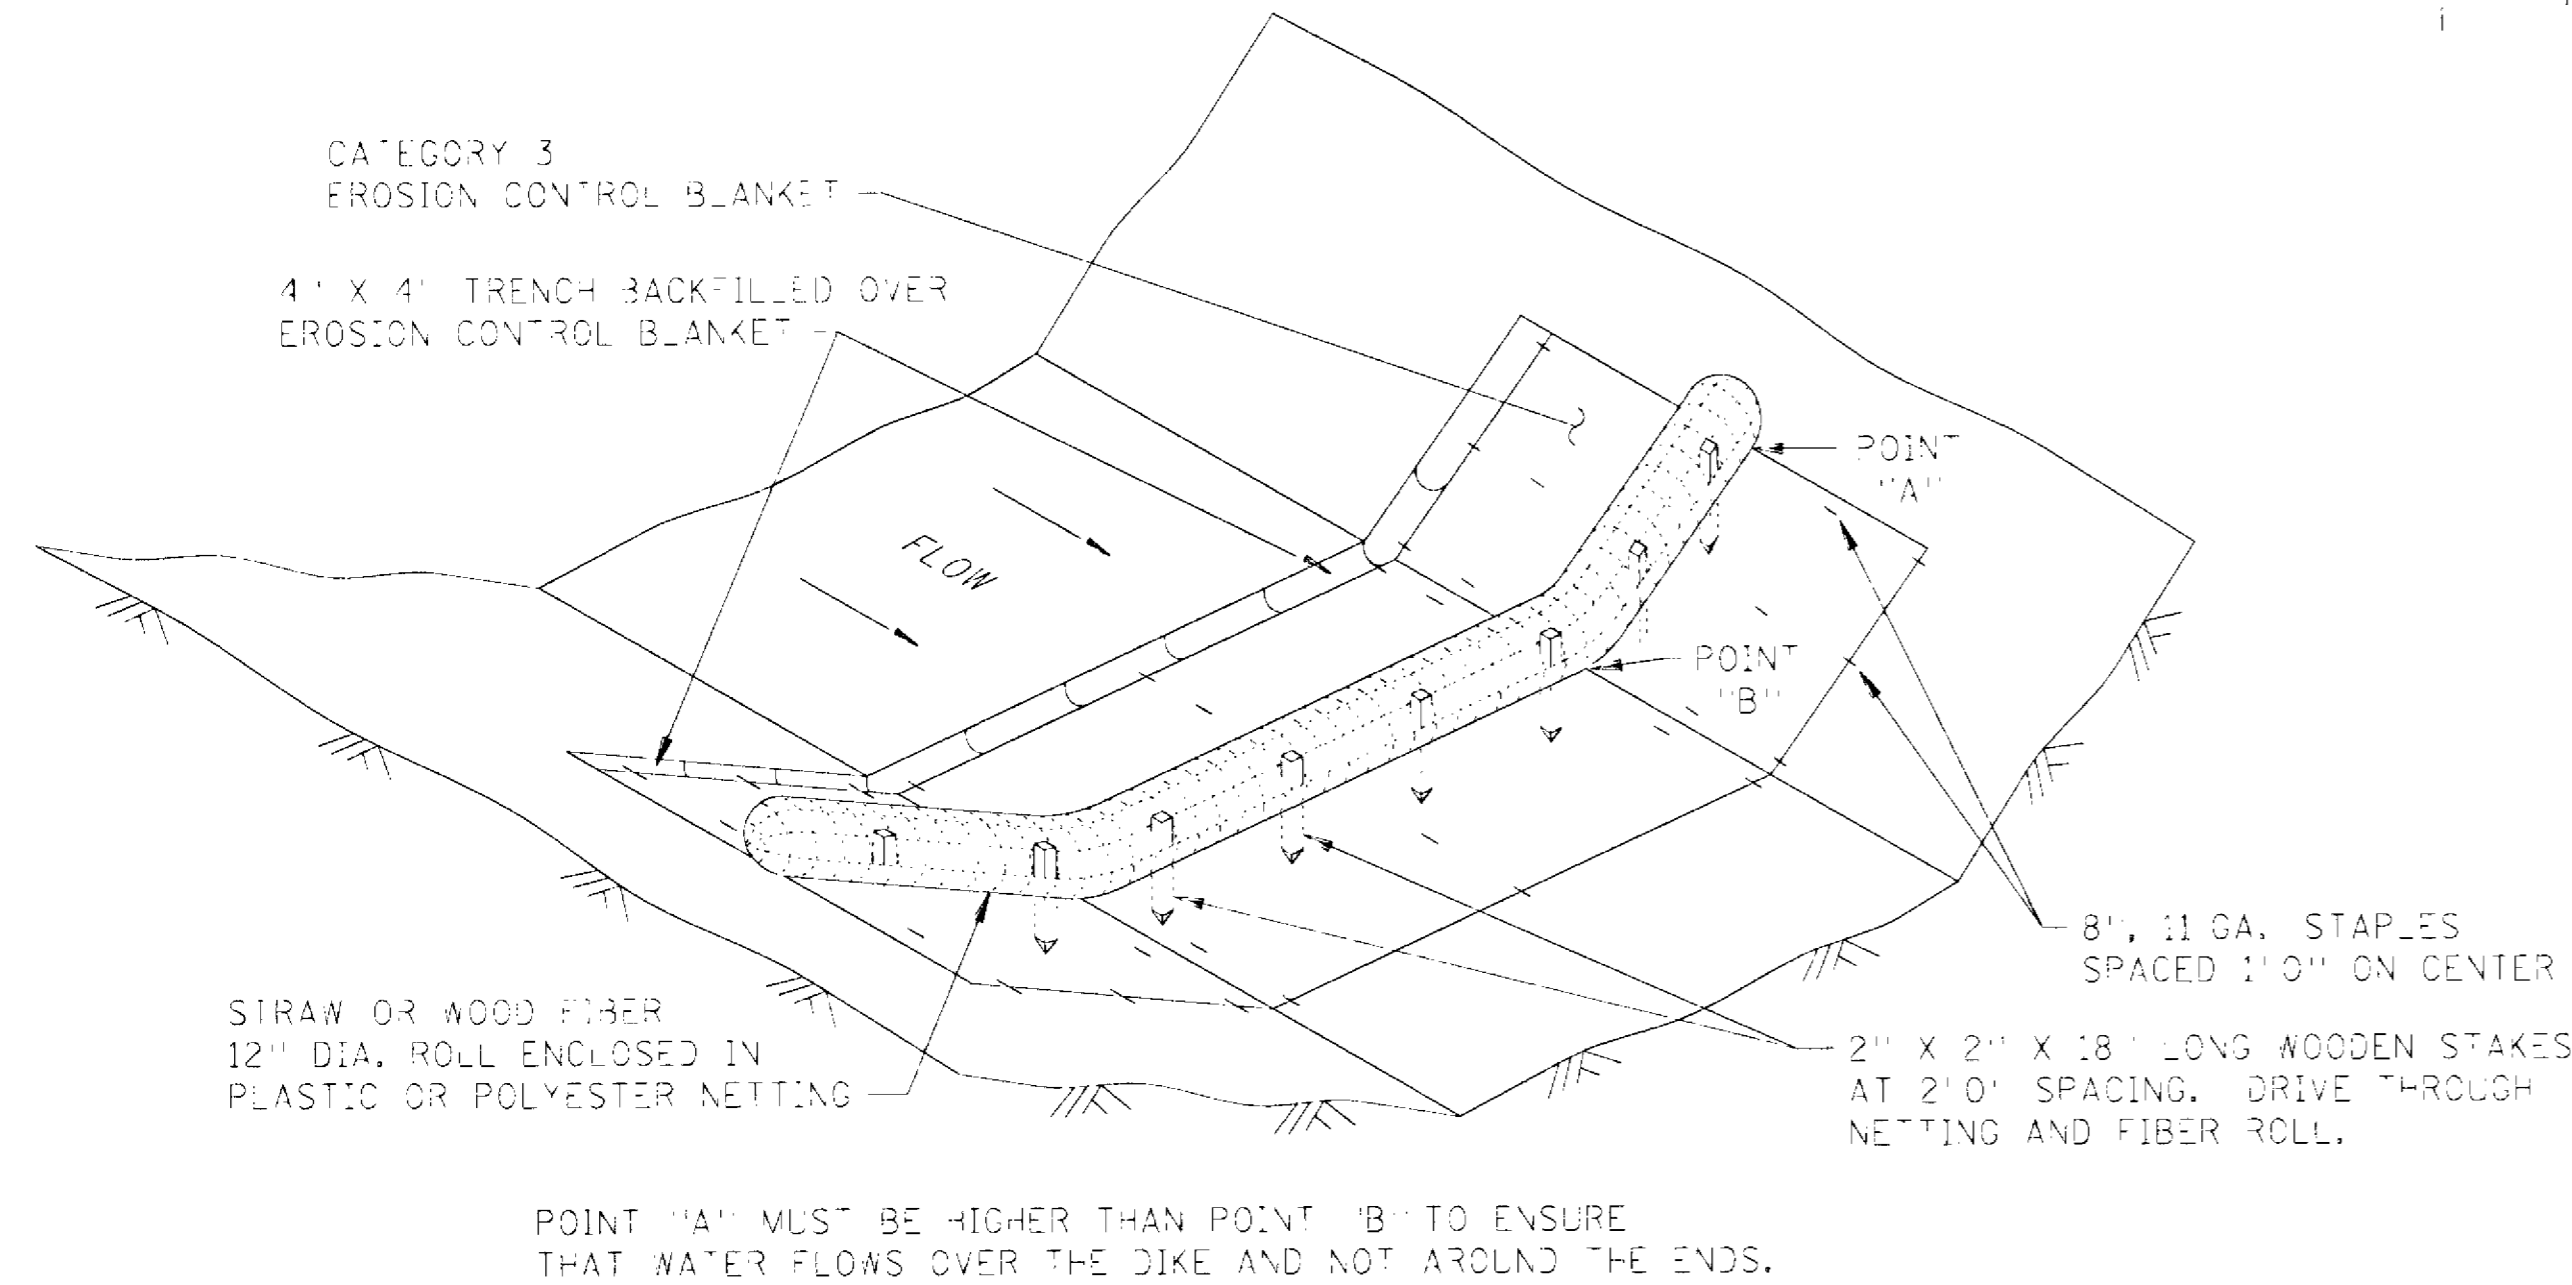 CATEGORY 3
EROSION CONTROL BLANKET
4" X 4" TRENCH BACKFILLED OVER
EROSION CONTROL BLANKET
FLOW
POINT
"A"
POINT
"B"
8", 11 GA. STAPLES
SPACED 1'0" ON CENTER
STRAW OR WOOD FIBER
12" DIA. ROLL ENCLOSED IN
PLASTIC OR POLYESTER NETTING
2" X 2" X 18" LONG WOODEN STAKES
AT 2'0" SPACING. DRIVE THROUGH
NETTING AND FIBER ROLL.
POINT "A" MUST BE HIGHER THAN POINT "B" TO ENSURE
THAT WATER FLOWS OVER THE DIKE AND NOT AROUND THE ENDS.